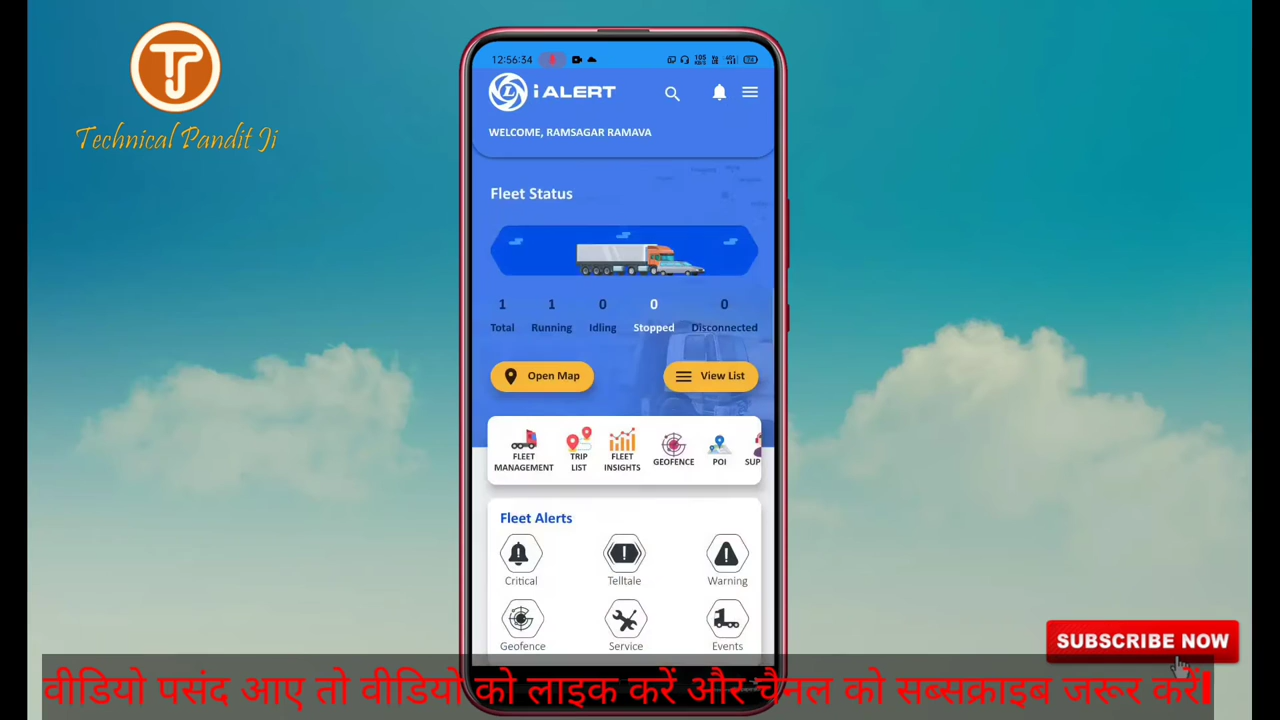 Technical Pandit Ji
12:56:34
i ALERT
WELCOME, RAMSAGAR RAMAVA
Fleet Status
1 1 0 0 0
Total Running Idling Stopped Disconnected
Open Map View List
FLEET MANAGEMENT
TRIP LIST
FLEET INSIGHTS
GEOFENCE
POI
SUP
Fleet Alerts
Critical Telltale Warning
Geofence Service Events
SUBSCRIBE NOW
वीडियो पसंद आए तो वीडियो को लाइक करें और चैनल को सब्सक्राइब जरूर करें।